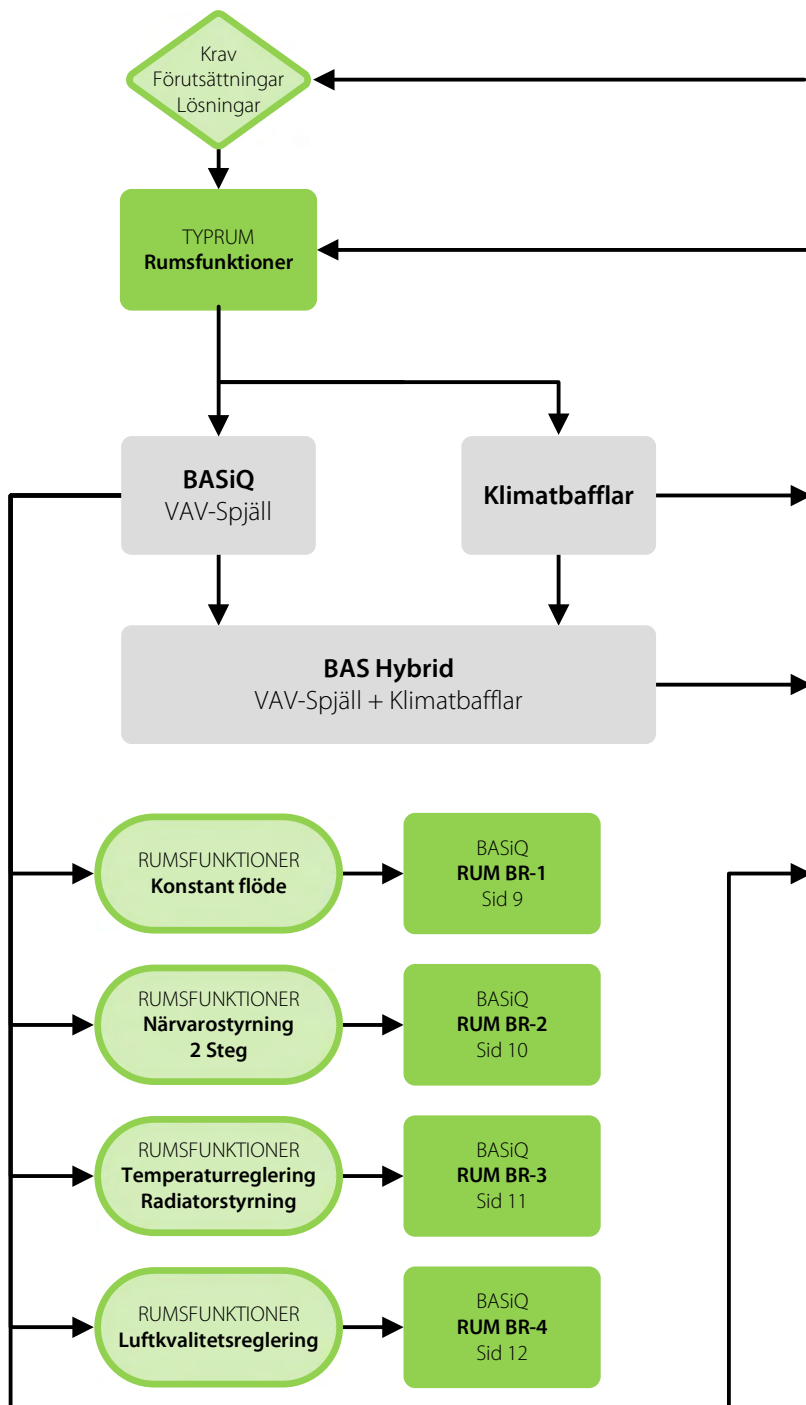 Krav
Förutsättningar
Lösningar
TYPRUM
Rumsfunktioner
BASiQ
VAV-Spjäll
Klimatbafflar
BAS Hybrid
VAV-Spjäll + Klimatbafflar
RUMSFUNKTIONER
Konstant flöde
BASiQ
RUM BR-1
Sid 9
RUMSFUNKTIONER
Närvarostyrning
2 Steg
BASiQ
RUM BR-2
Sid 10
RUMSFUNKTIONER
Temperaturreglering
Radiatorstyrning
BASiQ
RUM BR-3
Sid 11
RUMSFUNKTIONER
Luftkvalitetsreglering
BASiQ
RUM BR-4
Sid 12